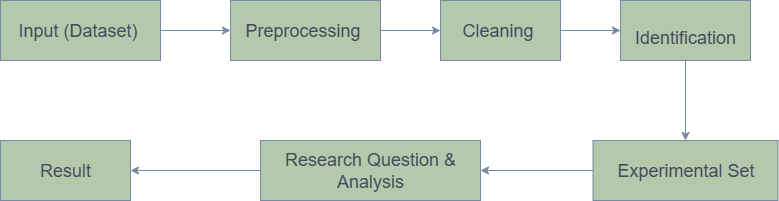 Input (Dataset)
Preprocessing
Cleaning
Identification
Experimental Set
Research Question &
Analysis
Result